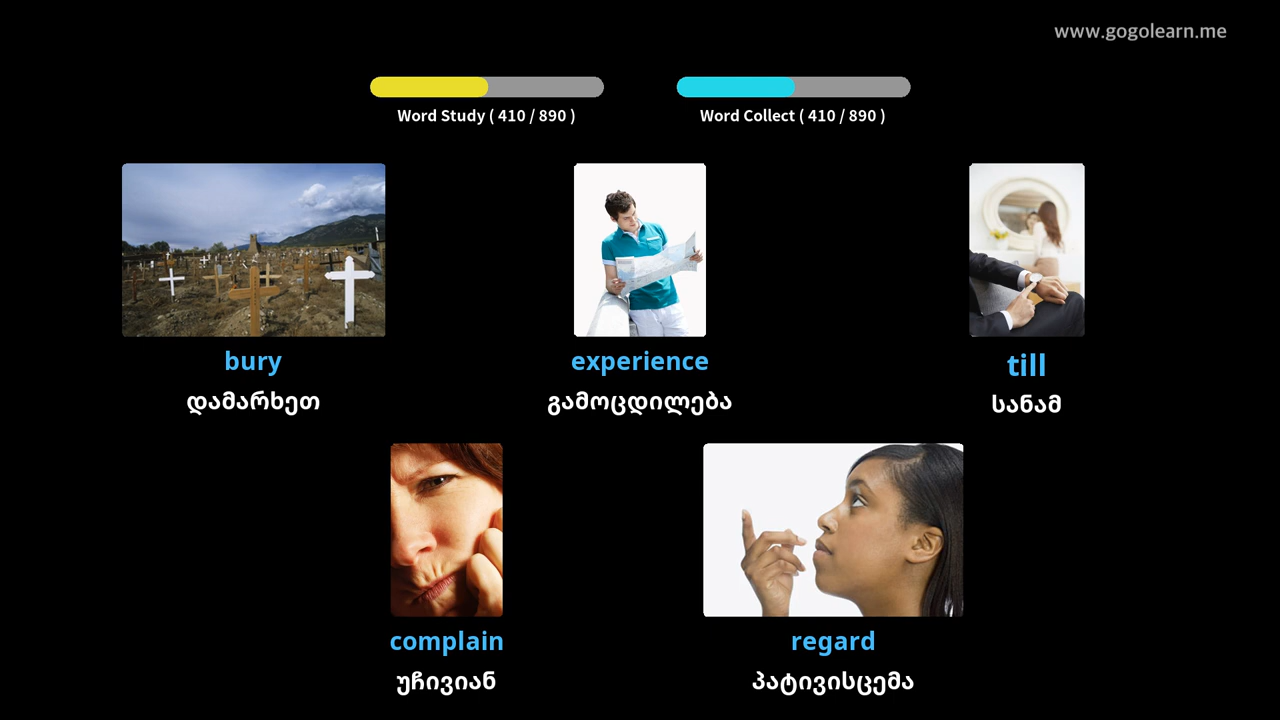 www.gogolearn.me
Word Study ( 410 / 890 )
Word Collect ( 410 / 890 )
bury
დამარხეთ
experience
გამოცდილება
till
სანამ
complain
უჩივიან
regard
პატივისცემა